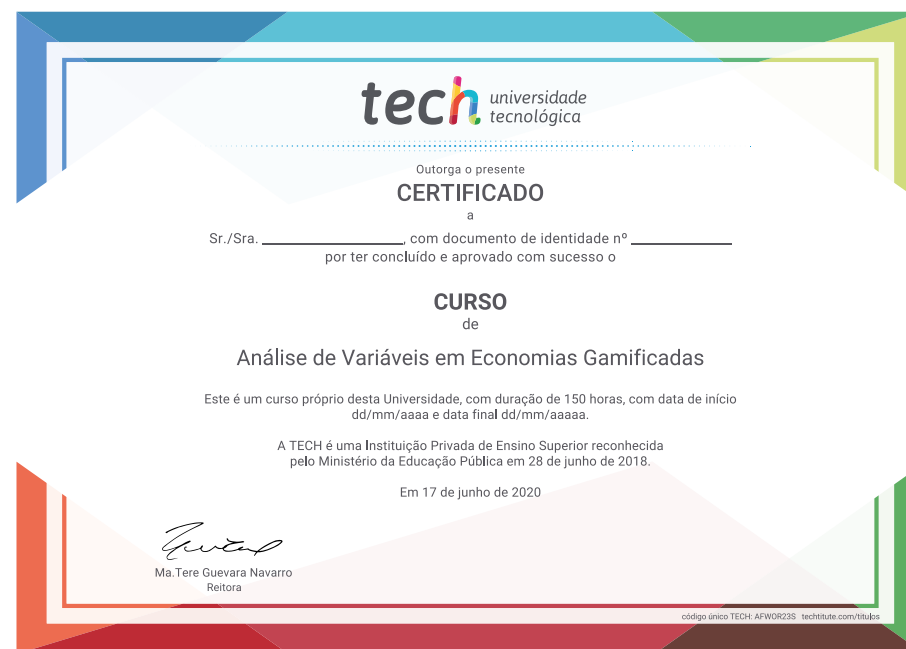 tech universidade
tecnológica
Outorga o presente
CERTIFICADO
a
Sr./Sra. ____________________, com documento de identidade nº ______________
por ter concluído e aprovado com sucesso o
CURSO
de
Análise de Variáveis em Economias Gamificadas
Este é um curso próprio desta Universidade, com duração de 150 horas, com data de início
dd/mm/aaaa e data final dd/mm/aaaaa.
A TECH é uma Instituição Privada de Ensino Superior reconhecida
pelo Ministério da Educação Pública em 28 de junho de 2018.
Em 17 de junho de 2020
Ma.Tere Guevara Navarro
Reitora
código único TECH: AFWOR23S techtitute.com/titulos